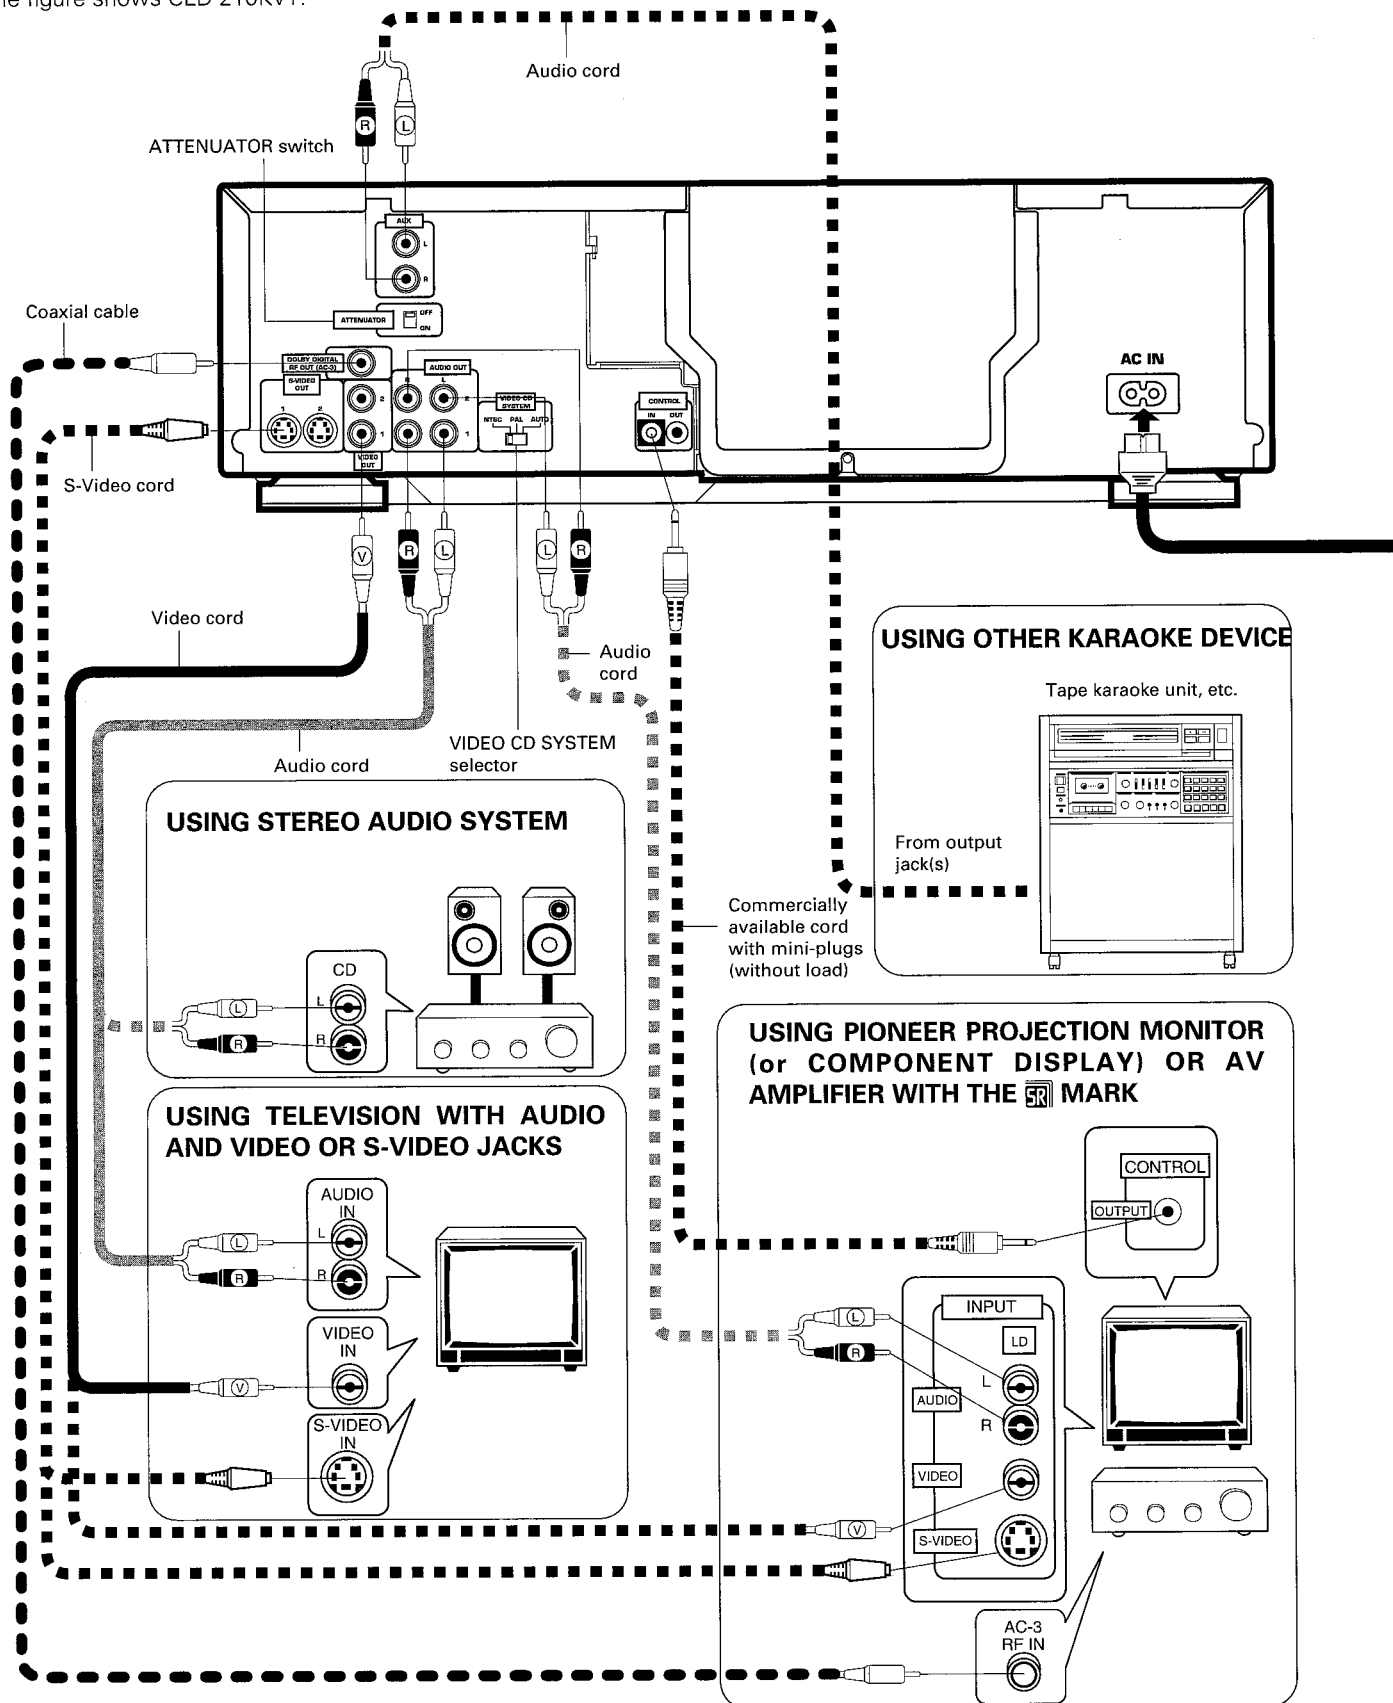 he figure shows CLD-210KV1.
Audio cord
R
L
ATTENUATOR switch
AUX
L
R
Coaxial cable
ATTENUATOR
OFF
ON
DOLBY DIGITAL
RF OUT (AC-3)
AUDIO OUT
R L
S-VIDEO
OUT
1 2
2
1
VIDEO
OUT
2
1
VIDEO CD
SYSTEM
NTSC PAL AUTO
CONTROL
IN OUT
AC IN
S-Video cord
V
R
L
L
R
Video cord
Audio
cord
Audio cord
VIDEO CD SYSTEM
selector
USING OTHER KARAOKE DEVICE
Tape karaoke unit, etc.
From output
jack(s)
Commercially
available cord
with mini-plugs
(without load)
USING STEREO AUDIO SYSTEM
CD
L
R
L
R
USING TELEVISION WITH AUDIO
AND VIDEO OR S-VIDEO JACKS
AUDIO
IN
L
R
L
R
VIDEO
IN
V
S-VIDEO
IN
USING PIONEER PROJECTION MONITOR
(or COMPONENT DISPLAY) OR AV
AMPLIFIER WITH THE SR MARK
CONTROL
OUTPUT
INPUT
LD
L
R
AUDIO
L
R
VIDEO
V
S-VIDEO
AC-3
RF IN